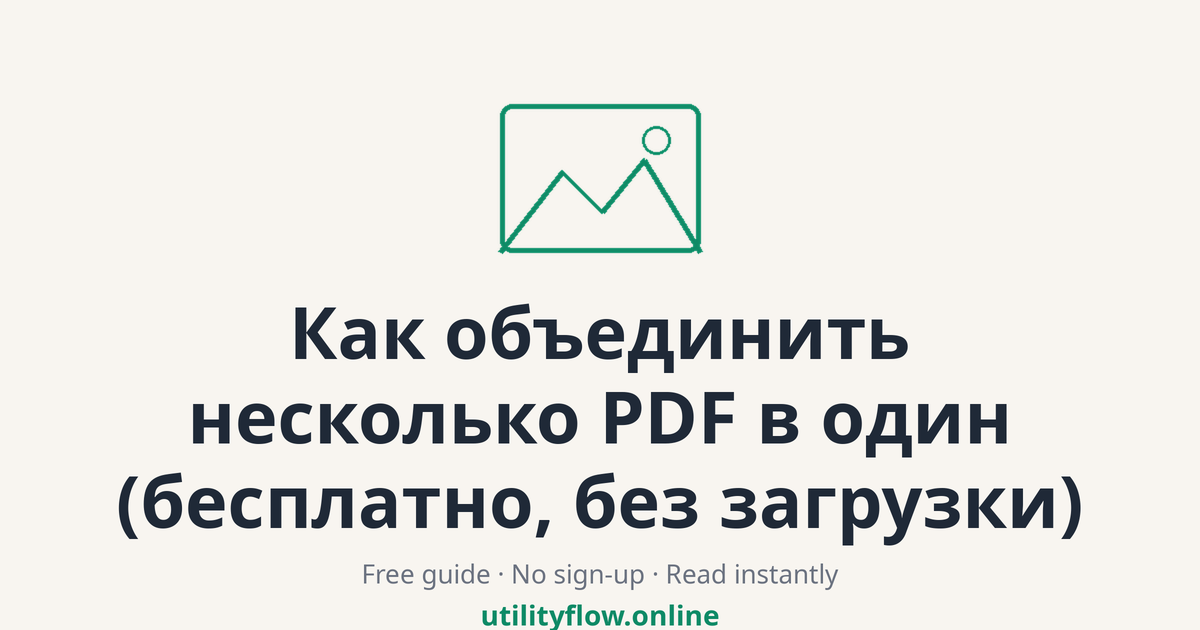 Как объединить
несколько PDF в один
(бесплатно, без загрузки)
Free guide · No sign-up · Read instantly
utilityflow.online